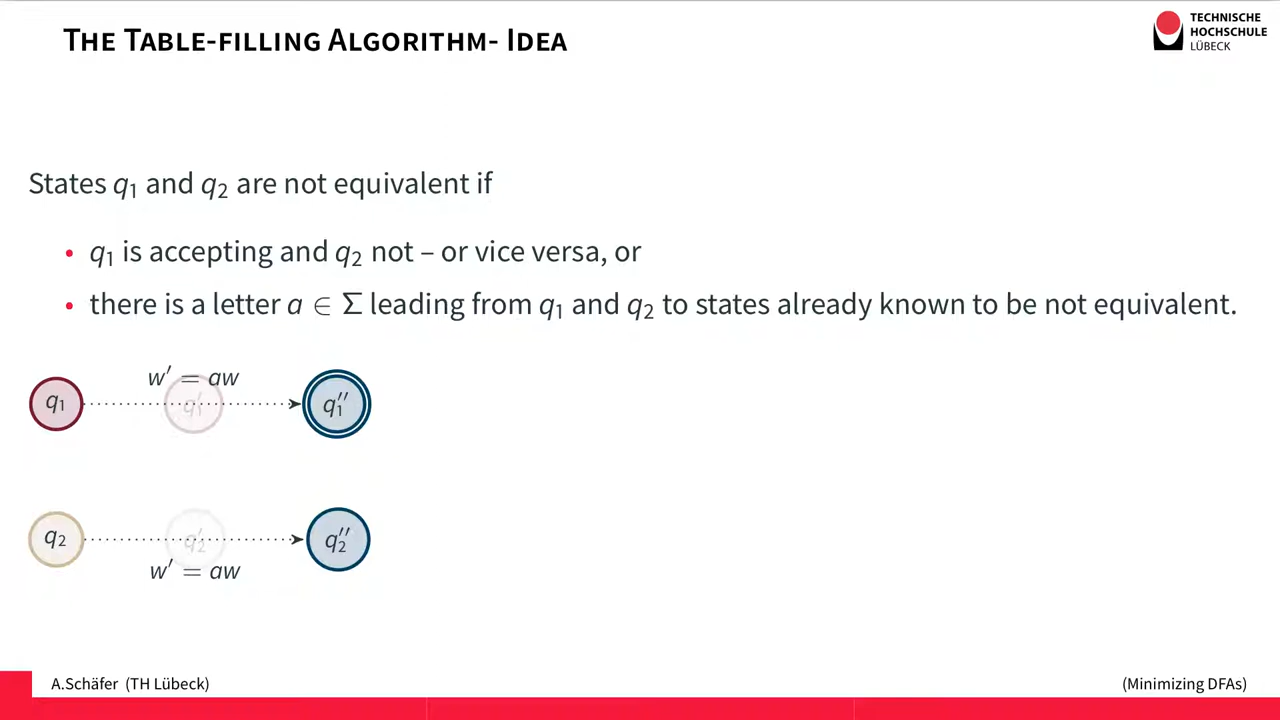 THE TABLE-FILLING ALGORITHM- IDEA
TECHNISCHE
HOCHSCHULE
LÜBECK
States q₁ and q₂ are not equivalent if
• q₁ is accepting and q₂ not – or vice versa, or
• there is a letter a ∈ Σ leading from q₁ and q₂ to states already known to be not equivalent.
w′ = aw
q₁ q₁′ q₁′′
q₂ q₂′ q₂′′
w′ = aw
A.Schäfer (TH Lübeck) (Minimizing DFAs)